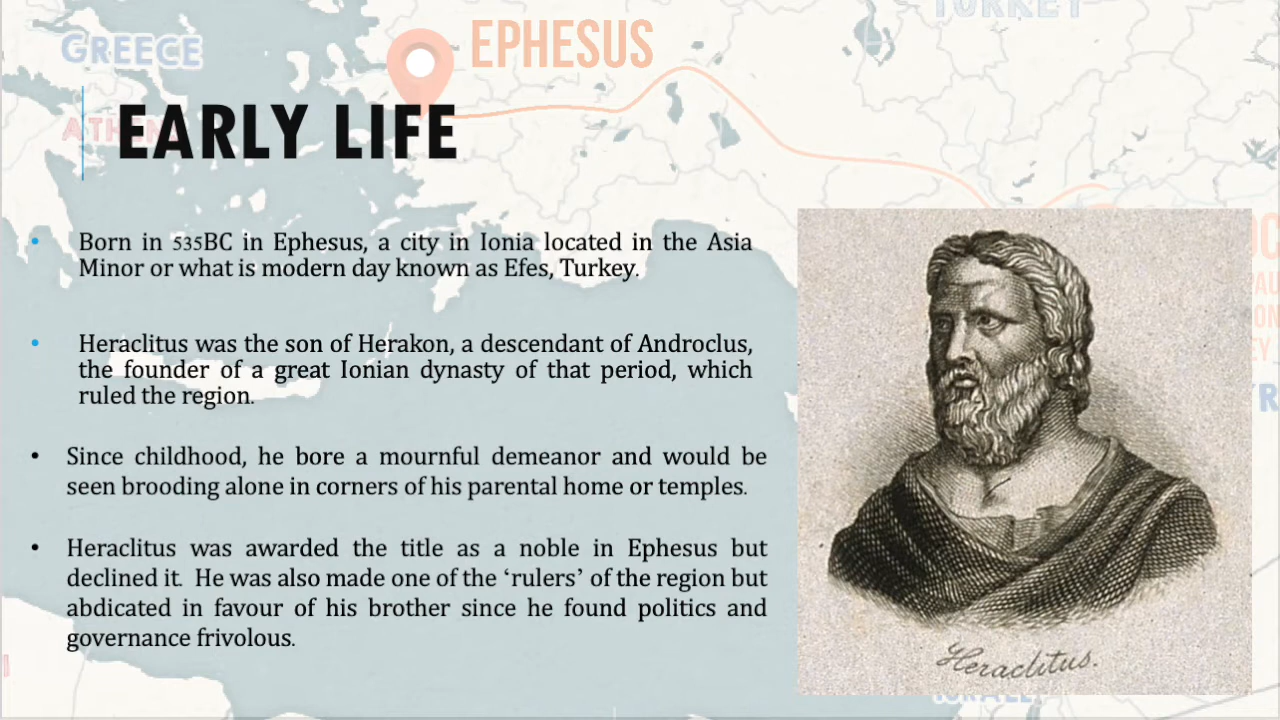 TURKEY
GREECE
EPHESUS
EARLY LIFE
Born in 535BC in Ephesus, a city in Ionia located in the Asia
Minor or what is modern day known as Efes, Turkey.
Heraclitus was the son of Herakon, a descendant of Androclus,
the founder of a great Ionian dynasty of that period, which
ruled the region.
Since childhood, he bore a mournful demeanor and would be
seen brooding alone in corners of his parental home or temples.
Heraclitus was awarded the title as a noble in Ephesus but
declined it. He was also made one of the ‘rulers’ of the region but
abdicated in favour of his brother since he found politics and
governance frivolous.
Heraclitus.
ISRAEL